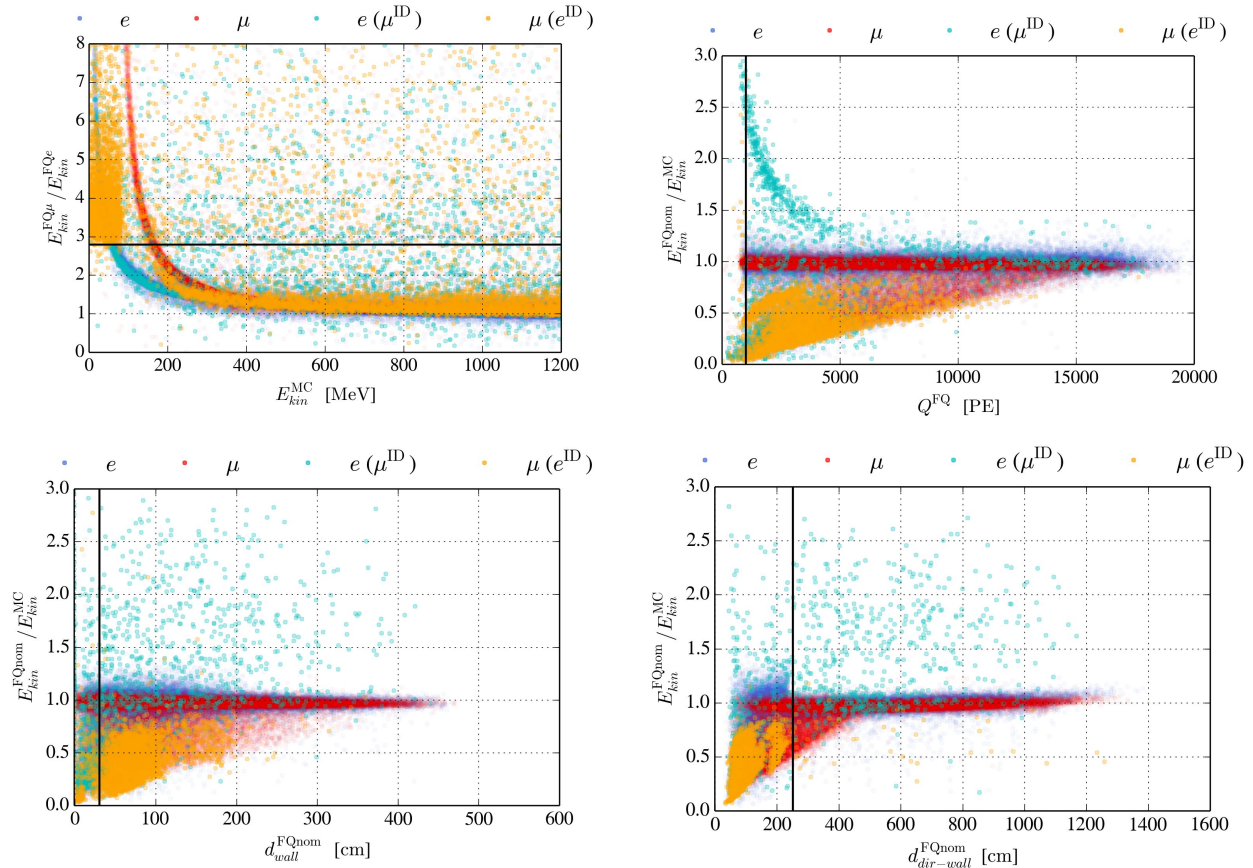 e μ e (μ^ID) μ (e^ID)
8
7
6
5
4
3
2
1
0
E_kin^FQμ / E_kin^FQe
0 200 400 600 800 1000 1200
E_kin^MC [MeV]
e μ e (μ^ID) μ (e^ID)
3.0
2.5
2.0
1.5
1.0
0.5
0.0
E_kin^FQnom / E_kin^MC
0 5000 10000 15000 20000
Q^FQ [PE]
e μ e (μ^ID) μ (e^ID)
3.0
2.5
2.0
1.5
1.0
0.5
0.0
E_kin^FQnom / E_kin^MC
0 100 200 300 400 500 600
d_wall^FQnom [cm]
e μ e (μ^ID) μ (e^ID)
3.0
2.5
2.0
1.5
1.0
0.5
0.0
E_kin^FQnom / E_kin^MC
0 200 400 600 800 1000 1200 1400 1600
d_dir−wall^FQnom [cm]